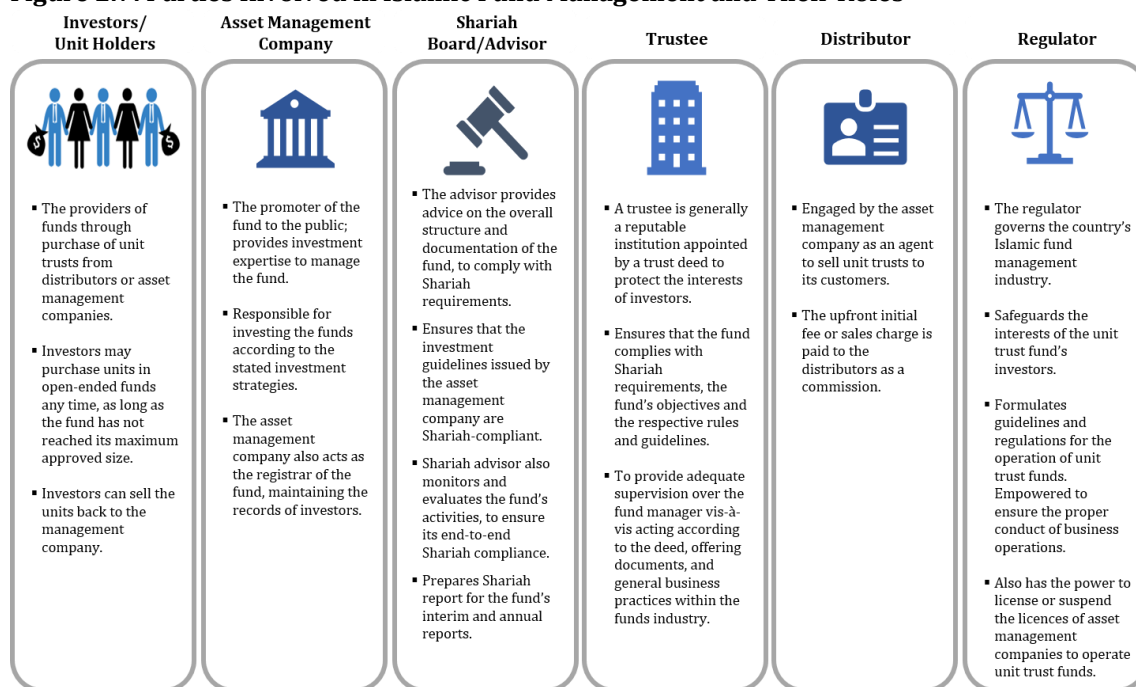 Figure Parties Involved in Islamic Fund Management and Their Roles
Investors/
Unit Holders
$ $
▪ The providers of
funds through
purchase of unit
trusts from
distributors or asset
management
companies.
▪ Investors may
purchase units in
open-ended funds
any time, as long as
the fund has not
reached its maximum
approved size.
▪ Investors can sell the
units back to the
management
company.
Asset Management
Company
▪ The promoter of the
fund to the public;
provides investment
expertise to manage
the fund.
▪ Responsible for
investing the funds
according to the
stated investment
strategies.
▪ The asset
management
company also acts as
the registrar of the
fund, maintaining the
records of investors.
Shariah
Board/Advisor
▪ The advisor provides
advice on the overall
structure and
documentation of the
fund, to comply with
Shariah
requirements.
▪ Ensures that the
investment
guidelines issued by
the asset
management
company are
Shariah-compliant.
▪ Shariah advisor also
monitors and
evaluates the fund's
activities, to ensure
its end-to-end
Shariah compliance.
▪ Prepares Shariah
report for the fund's
interim and annual
reports.
Trustee
▪ A trustee is generally
a reputable
institution appointed
by a trust deed to
protect the interests
of investors.
▪ Ensures that the fund
complies with
Shariah
requirements, the
fund's objectives and
the respective rules
and guidelines.
▪ To provide adequate
supervision over the
fund manager vis-à-
vis acting according
to the deed, offering
documents, and
general business
practices within the
funds industry.
Distributor
▪ Engaged by the asset
management
company as an agent
to sell unit trusts to
its customers.
▪ The upfront initial
fee or sales charge is
paid to the
distributors as a
commission.
Regulator
▪ The regulator
governs the country's
Islamic fund
management
industry.
▪ Safeguards the
interests of the unit
trust fund's
investors.
▪ Formulates
guidelines and
regulations for the
operation of unit
trust funds.
Empowered to
ensure the proper
conduct of business
operations.
▪ Also has the power to
license or suspend
the licences of asset
management
companies to operate
unit trust funds.